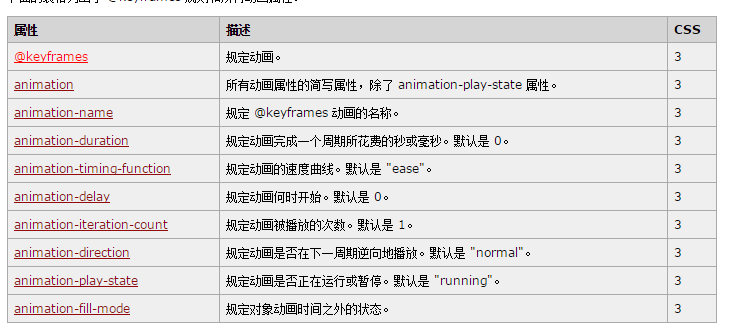 属性 描述 CSS
@keyframes 规定动画。 3
animation 所有动画属性的简写属性，除了 animation-play-state 属性。 3
animation-name 规定 @keyframes 动画的名称。 3
animation-duration 规定动画完成一个周期所花费的秒或毫秒。默认是 0。 3
animation-timing-function 规定动画的速度曲线。默认是 "ease"。 3
animation-delay 规定动画何时开始。默认是 0。 3
animation-iteration-count 规定动画被播放的次数。默认是 1。 3
animation-direction 规定动画是否在下一周期逆向地播放。默认是 "normal"。 3
animation-play-state 规定动画是否正在运行或暂停。默认是 "running"。 3
animation-fill-mode 规定对象动画时间之外的状态。 3